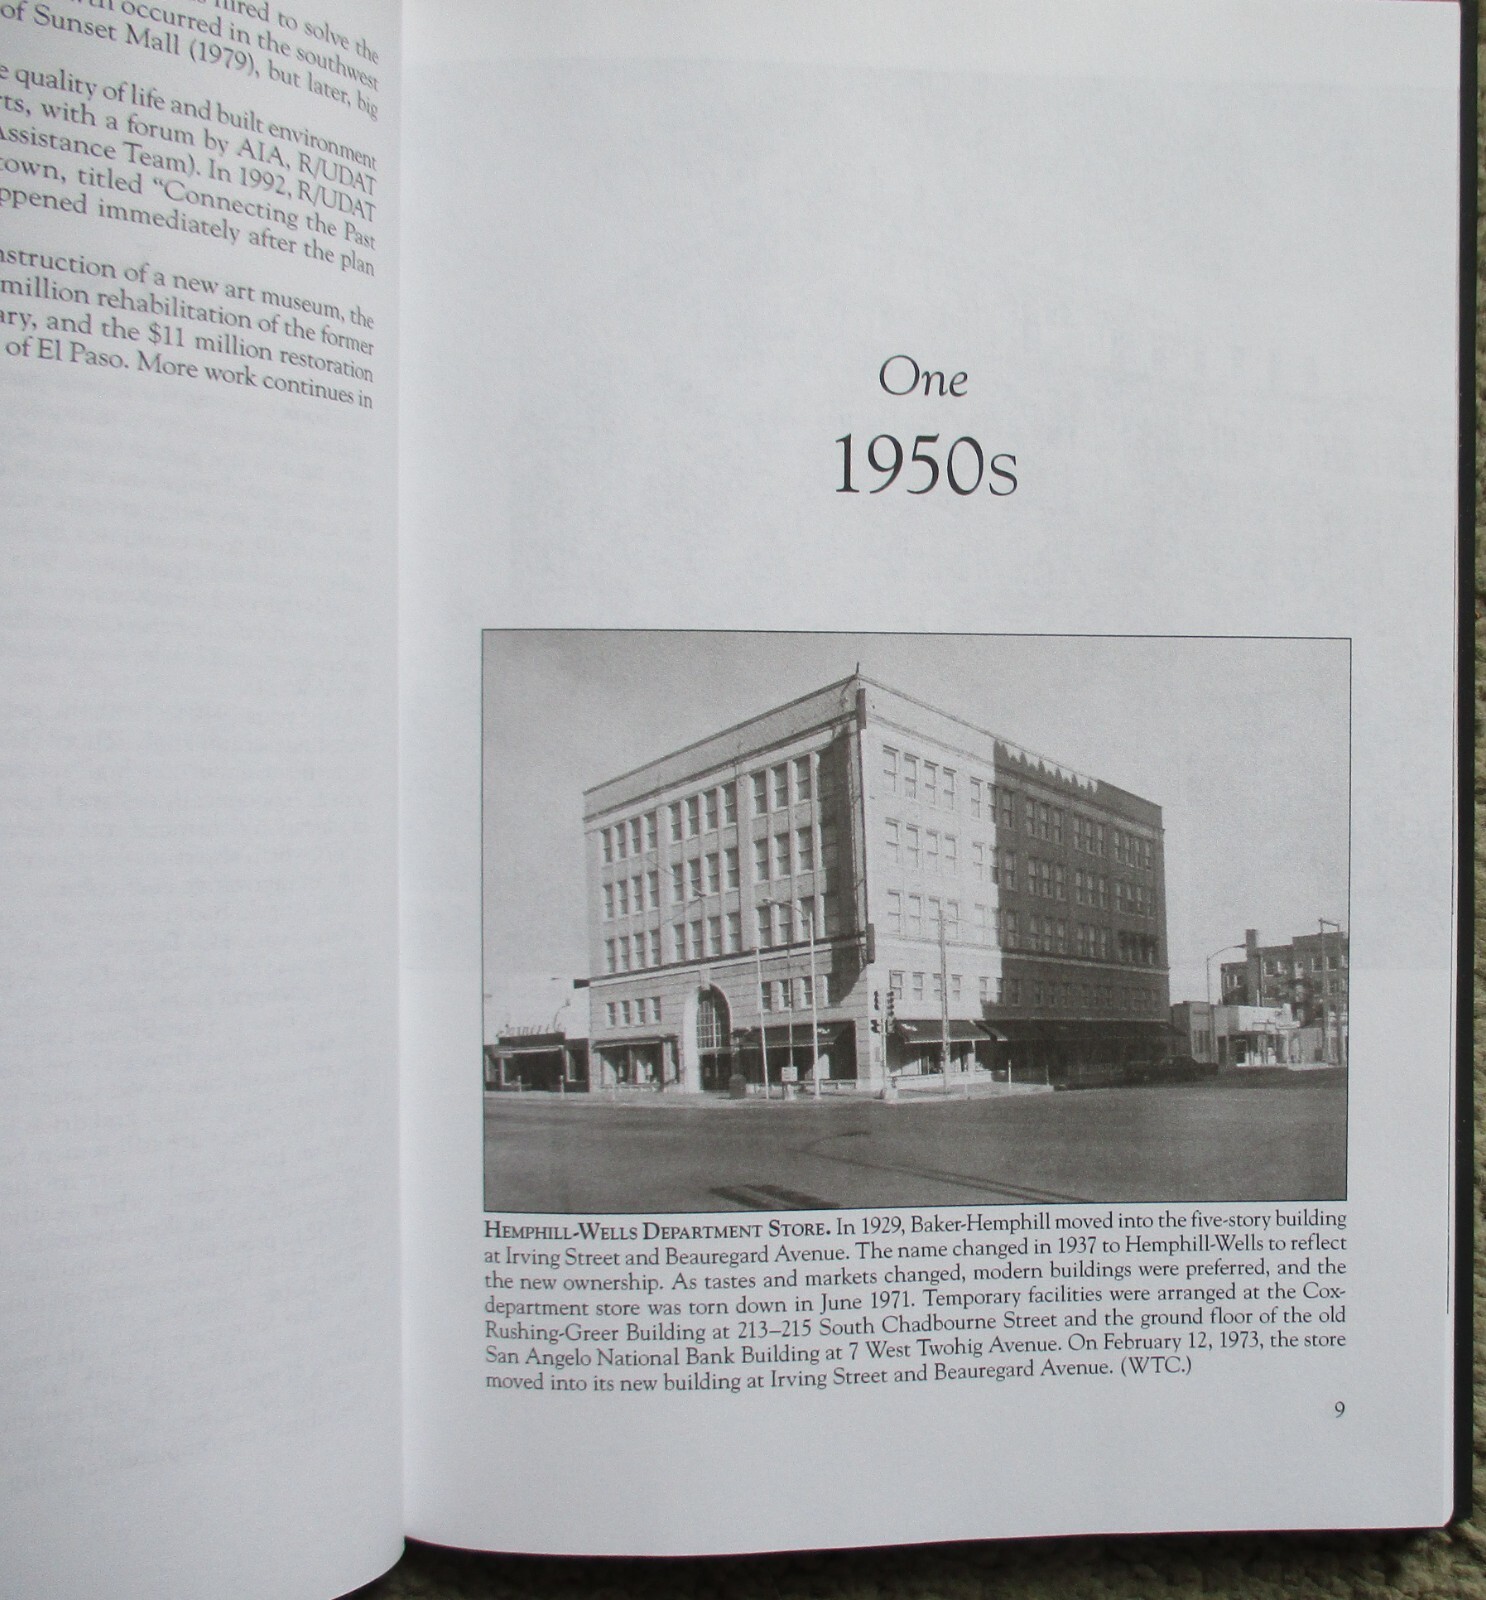 hired to solve the
occurred in the southwest
of Sunset Mall (1979), but later, big
quality of life and built environment
with a forum by AIA, R/UDAT
Assistance Team). In 1992, R/UDAT
titled “Connecting the Past
immediately after the plan
of a new art museum, the
million rehabilitation of the former
and the $11 million restoration
of El Paso. More work continues in
One
1950s
HEMPHILL-WELLS DEPARTMENT STORE. In 1929, Baker-Hemphill moved into the five-story building
at Irving Street and Beauregard Avenue. The name changed in 1937 to Hemphill-Wells to reflect
the new ownership. As tastes and markets changed, modern buildings were preferred, and the
department store was torn down in June 1971. Temporary facilities were arranged at the Cox-
Rushing-Greer Building at 213–215 South Chadbourne Street and the ground floor of the old
San Angelo National Bank Building at 7 West Twohig Avenue. On February 12, 1973, the store
moved into its new building at Irving Street and Beauregard Avenue. (WTC.)
9